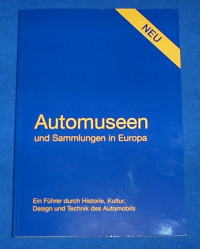 NEU
Automuseen
und Sammlungen in Europa
Ein Führer durch Historie, Kultur,
Design und Technik des Automobils